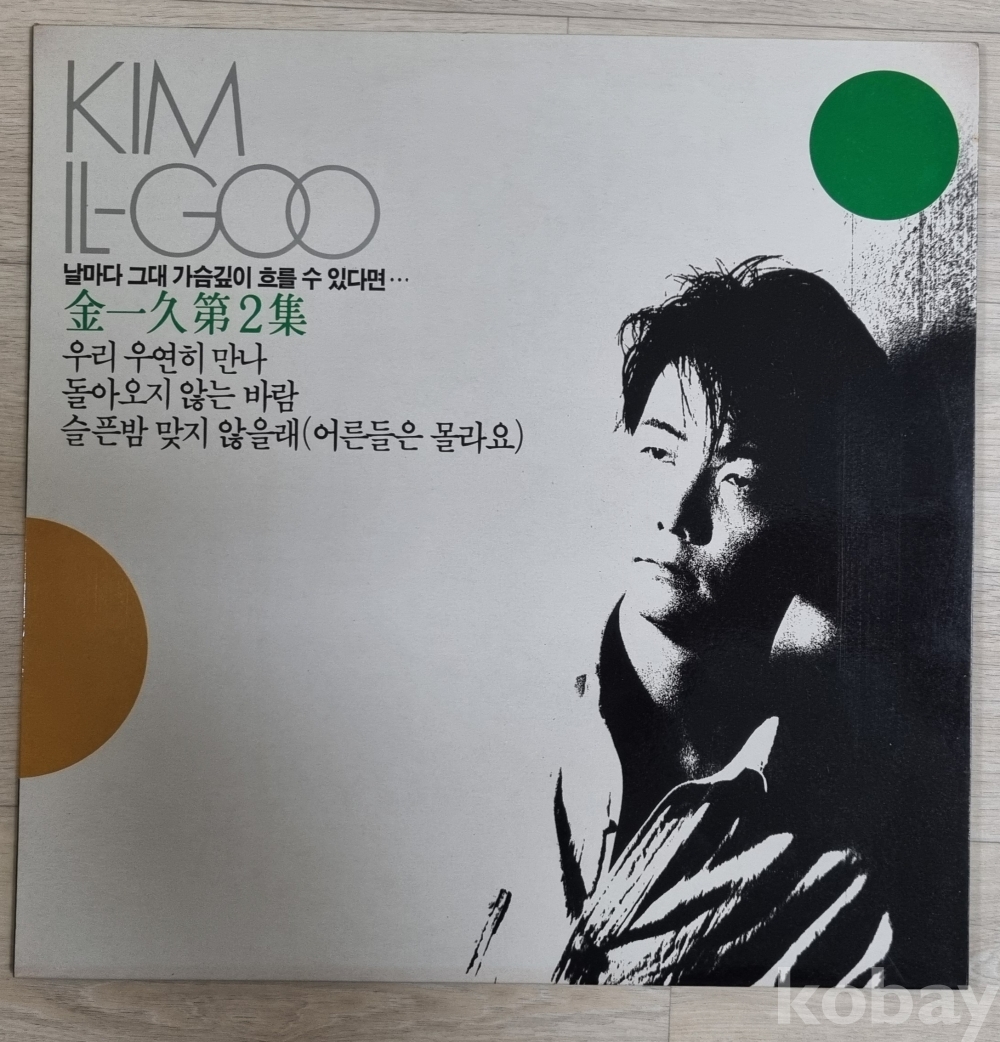 KIM
IL-GOO
날마다 그대 가슴깊이 흐를 수 있다면…
金一久第2集
우리 우연히 만나
돌아오지 않는 바람
슬픈밤 맞지 않을래(어른들은 몰라요)
kobay